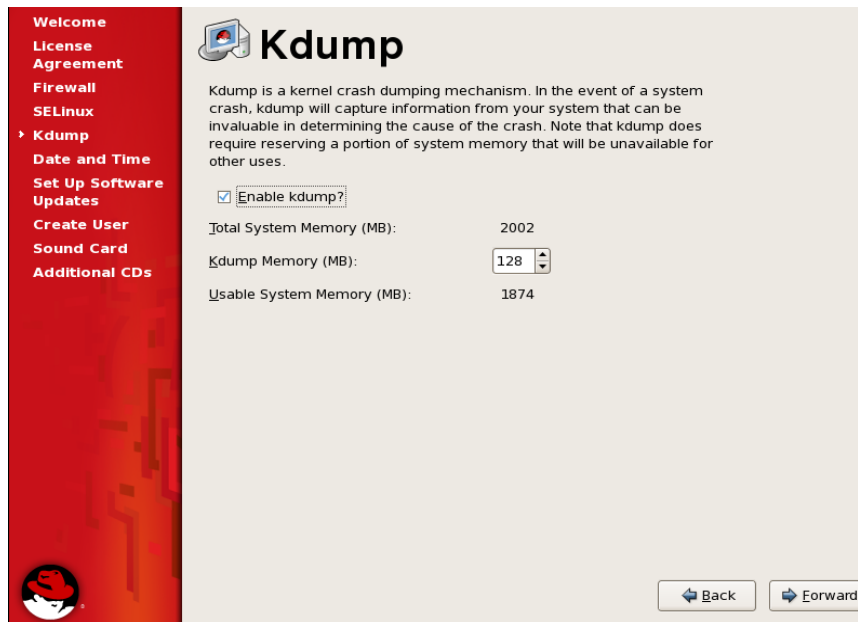 Welcome
License
Agreement
Firewall
SELinux
Kdump
Date and Time
Set Up Software
Updates
Create User
Sound Card
Additional CDs
Kdump
Kdump is a kernel crash dumping mechanism. In the event of a system
crash, kdump will capture information from your system that can be
invaluable in determining the cause of the crash. Note that kdump does
require reserving a portion of system memory that will be unavailable for
other uses.
Enable kdump?
Total System Memory (MB): 2002
Kdump Memory (MB): 128
Usable System Memory (MB): 1874
Back
Forward